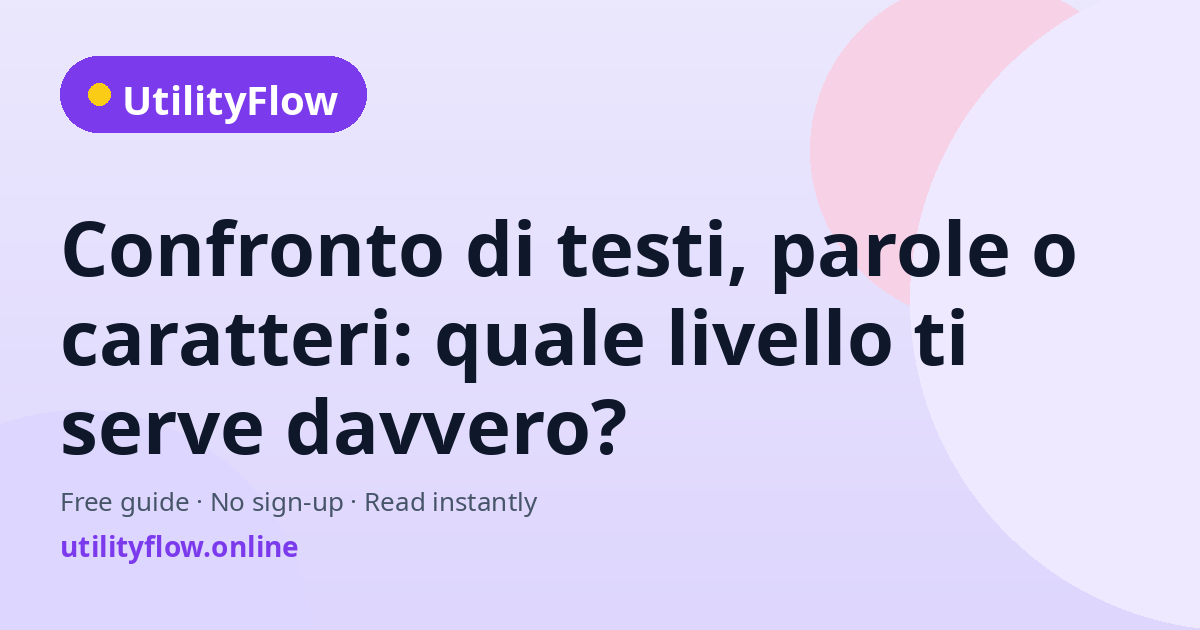 UtilityFlow
Confronto di testi, parole o
caratteri: quale livello ti
serve davvero?
Free guide · No sign-up · Read instantly
utilityflow.online